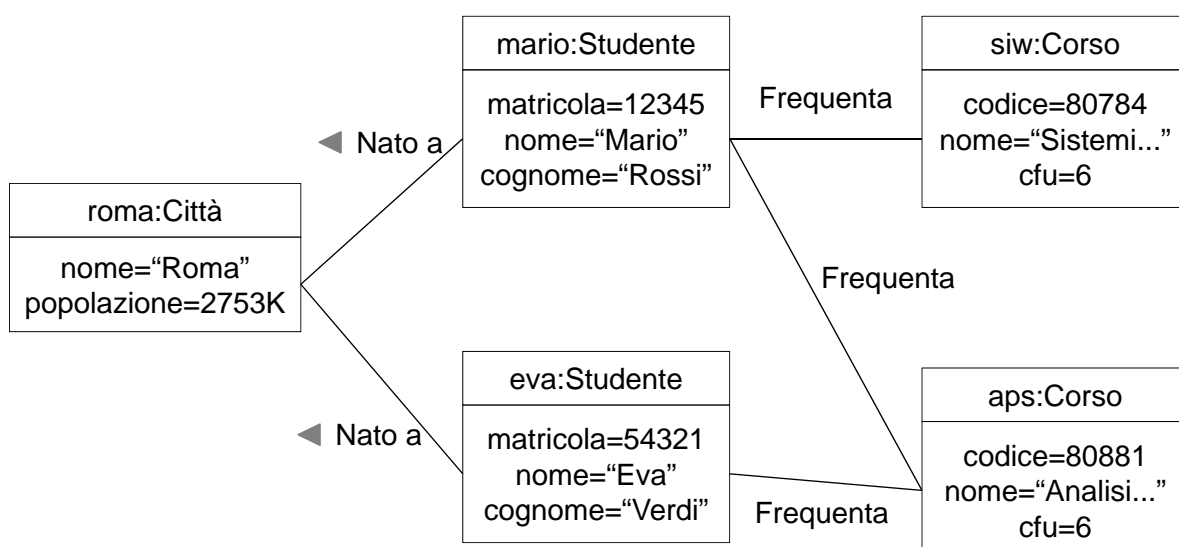 mario:Studente
matricola=12345
nome=“Mario”
cognome=“Rossi”
Frequenta
siw:Corso
codice=80784
nome=“Sistemi...”
cfu=6
Nato a
roma:Città
nome=“Roma”
popolazione=2753K
Frequenta
Nato a
eva:Studente
matricola=54321
nome=“Eva”
cognome=“Verdi”
Frequenta
aps:Corso
codice=80881
nome=“Analisi...”
cfu=6